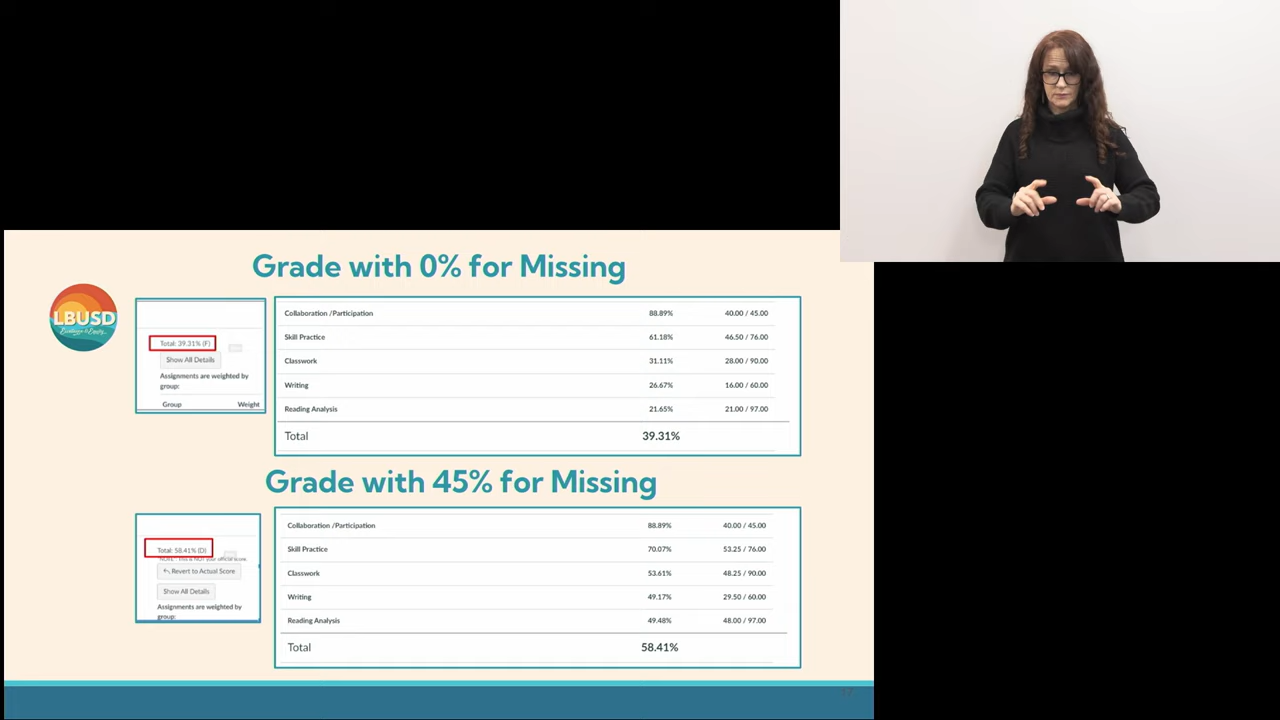 Grade with 0% for Missing
LBUSD
Total: 39.31% (F)
Show All Details
Assignments are weighted by
group:
Group Weight
Collaboration /Participation 88.89% 40.00 / 45.00
Skill Practice 61.18% 46.50 / 76.00
Classwork 31.11% 28.00 / 90.00
Writing 26.67% 16.00 / 60.00
Reading Analysis 21.65% 21.00 / 97.00
Total 39.31%
Grade with 45% for Missing
Total: 58.41% (D)
Revert to Actual Score
Show All Details
Assignments are weighted by
group:
Collaboration /Participation 88.89% 40.00 / 45.00
Skill Practice 70.07% 53.25 / 76.00
Classwork 53.61% 48.25 / 90.00
Writing 49.17% 29.50 / 60.00
Reading Analysis 49.48% 48.00 / 97.00
Total 58.41%